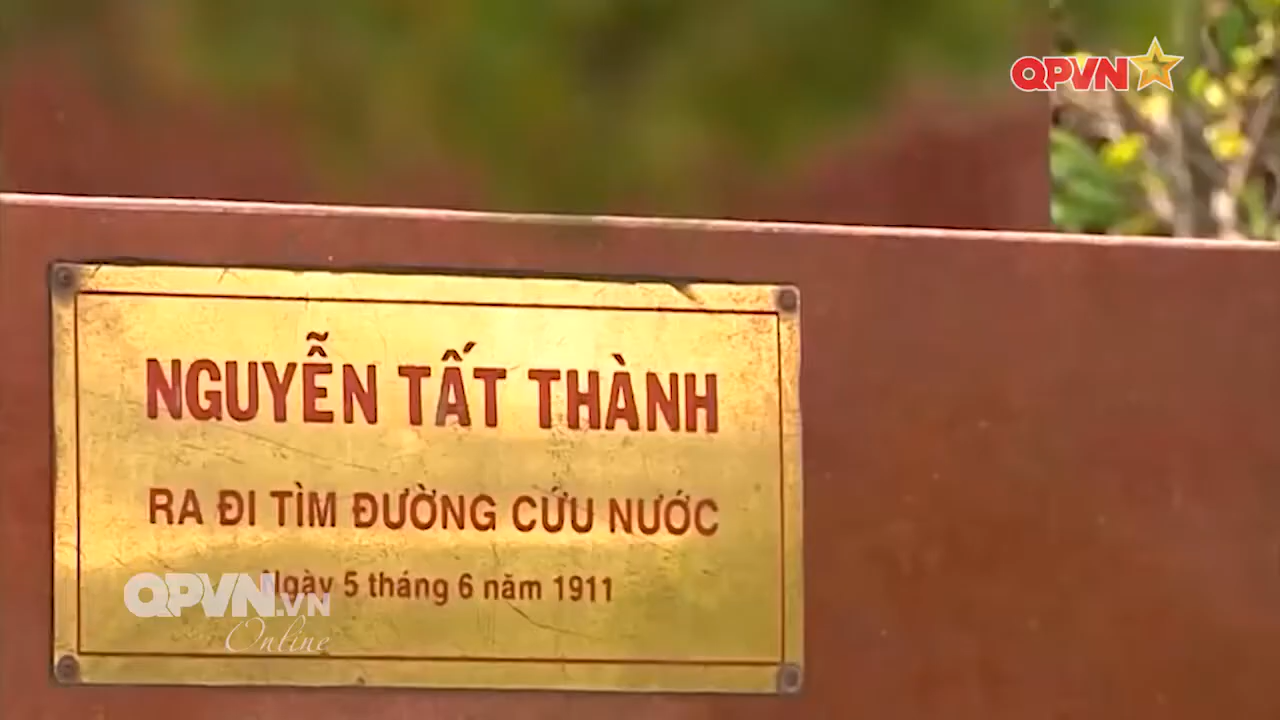 QPVN
NGUYỄN TẤT THÀNH
RA ĐI TÌM ĐƯỜNG CỨU NƯỚC
Ngày 5 tháng 6 năm 1911
QPVN.VN
Online